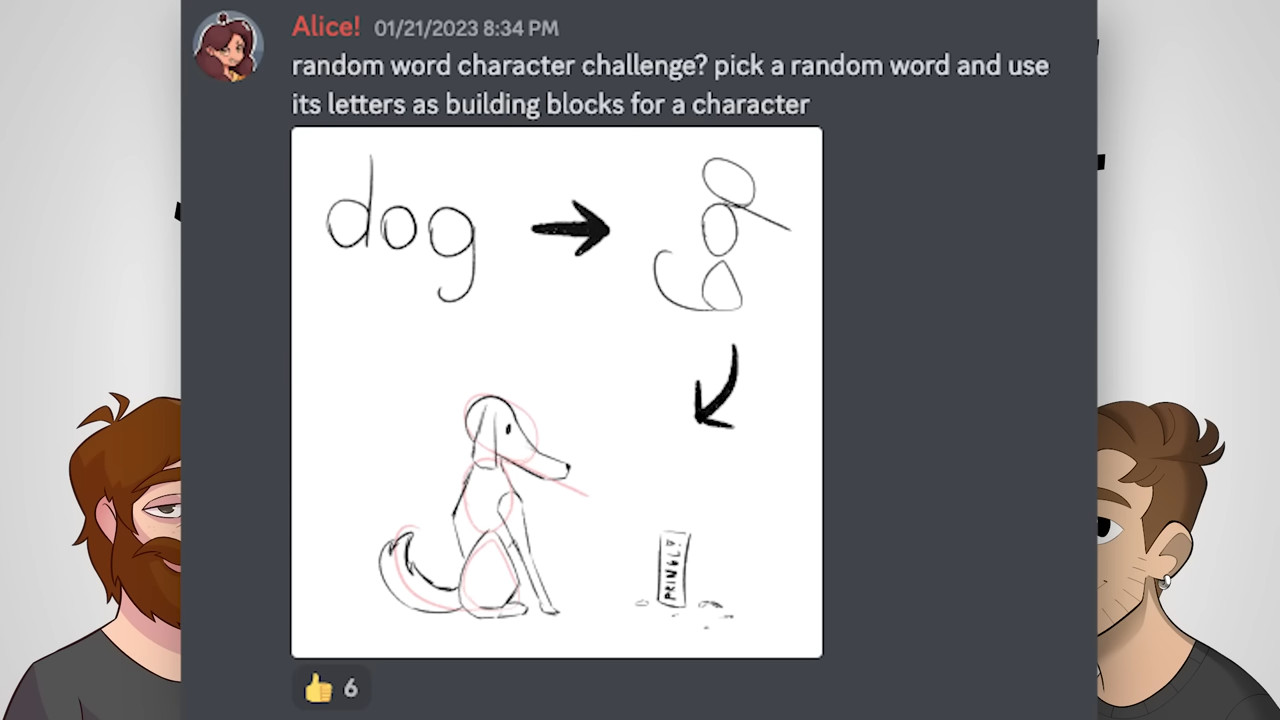 Alice! 01/21/2023 8:34 PM
random word character challenge? pick a random word and use
its letters as building blocks for a character
dog
PRINGL?
6